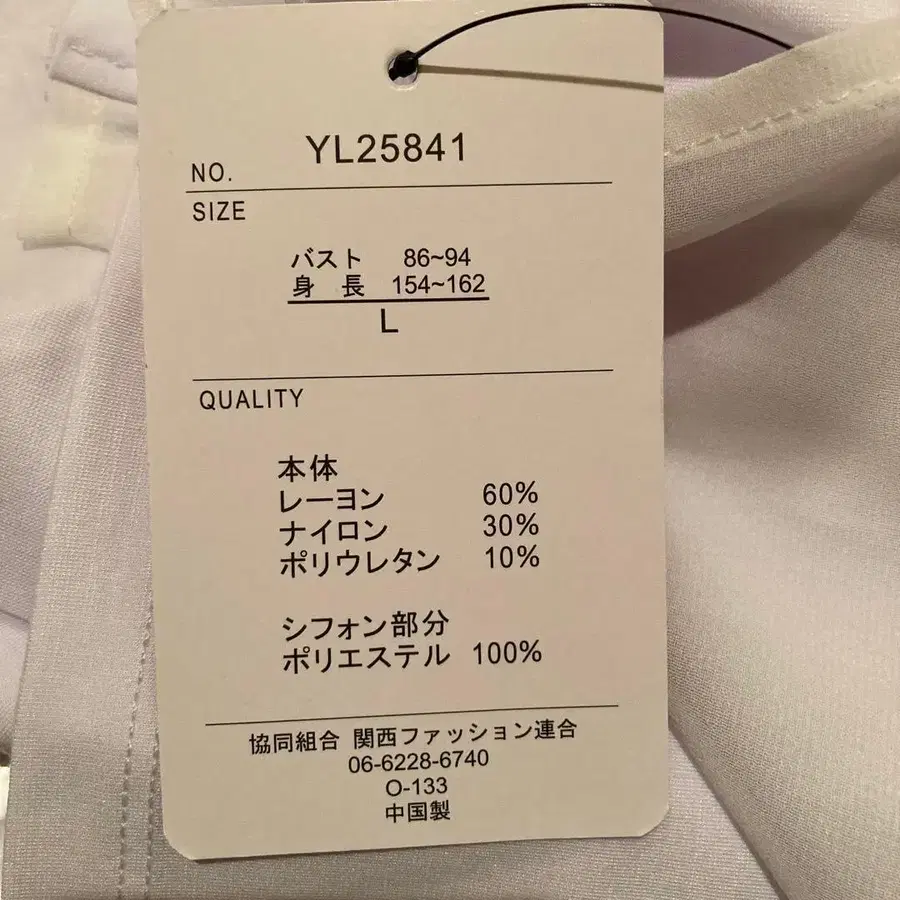 NO. YL25841
SIZE
バスト 86~94
身 長 154~162
L
QUALITY
本体
レーヨン 60%
ナイロン 30%
ポリウレタン 10%
シフォン部分
ポリエステル 100%
協同組合 関西ファッション連合
06-6228-6740
O-133
中国製